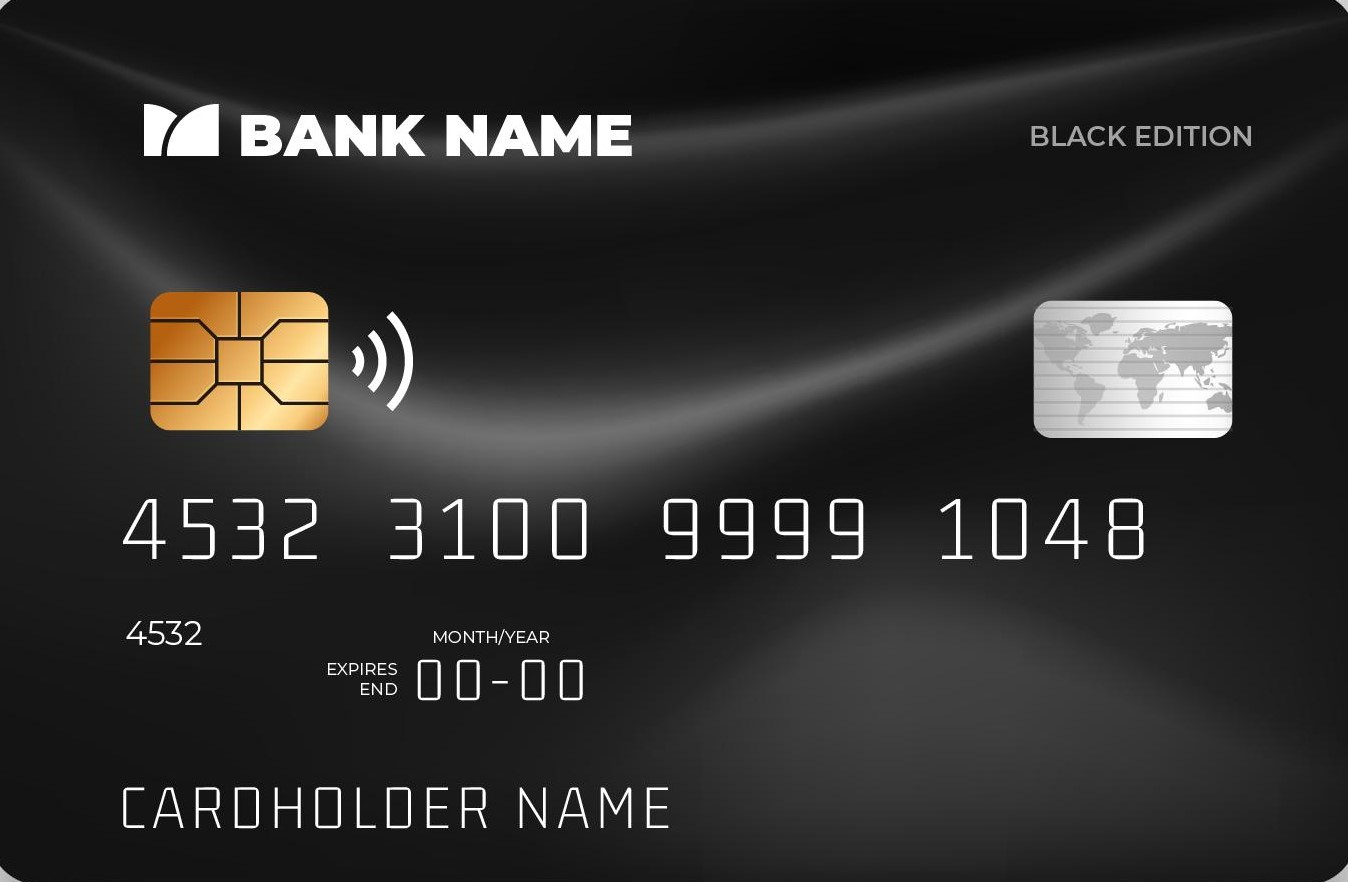 BANK NAME
BLACK EDITION
4532 3100 9999 1048
4532
MONTH/YEAR
EXPIRES
END
00-00
CARDHOLDER NAME